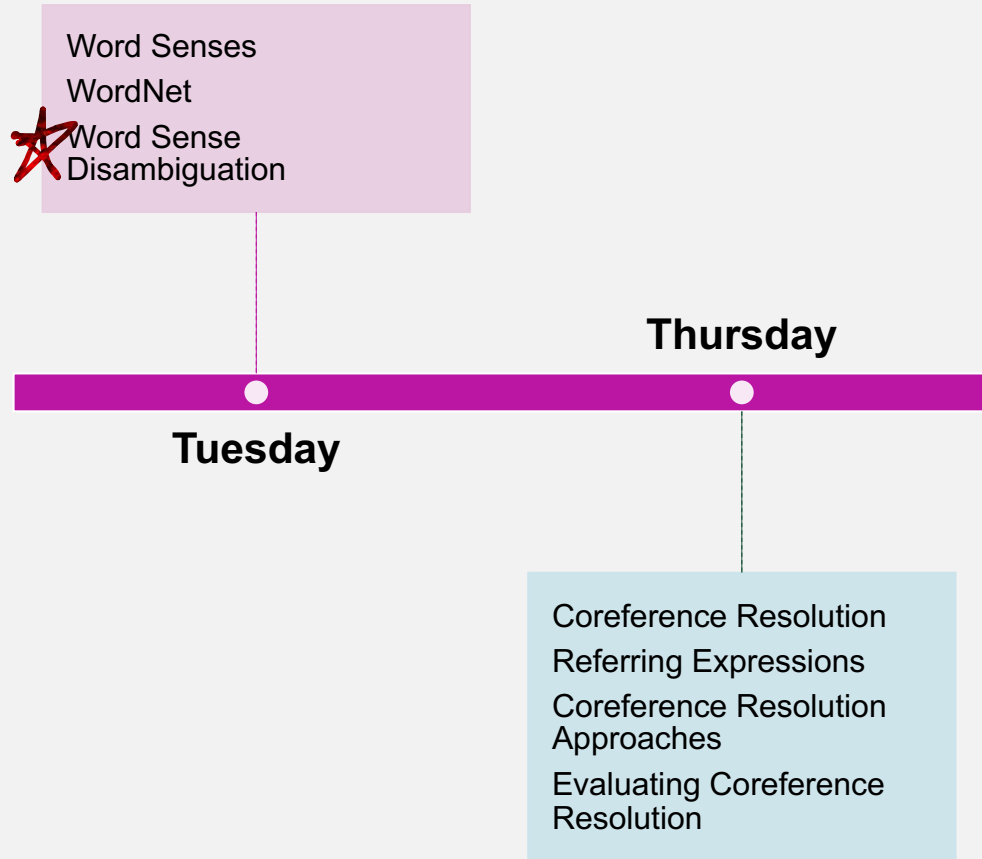 Word Senses
WordNet
Word Sense
Disambiguation
Thursday
Tuesday
Coreference Resolution
Referring Expressions
Coreference Resolution
Approaches
Evaluating Coreference
Resolution